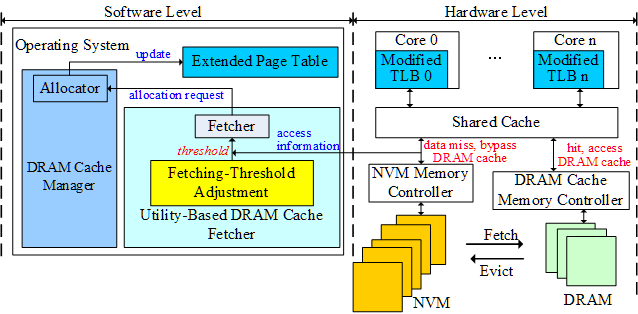 Software Level
Hardware Level
Operating System
update
Extended Page Table
Allocator
allocation request
Fetcher
threshold
access
information
DRAM Cache
Manager
Fetching-Threshold
Adjustment
Utility-Based DRAM Cache
Fetcher
Core 0
Modified
TLB 0
...
Core n
Modified
TLB n
Shared Cache
data miss, bypass
DRAM cache
hit, access
DRAM cache
NVM Memory
Controller
DRAM Cache
Memory Controller
Fetch
Evict
NVM
DRAM